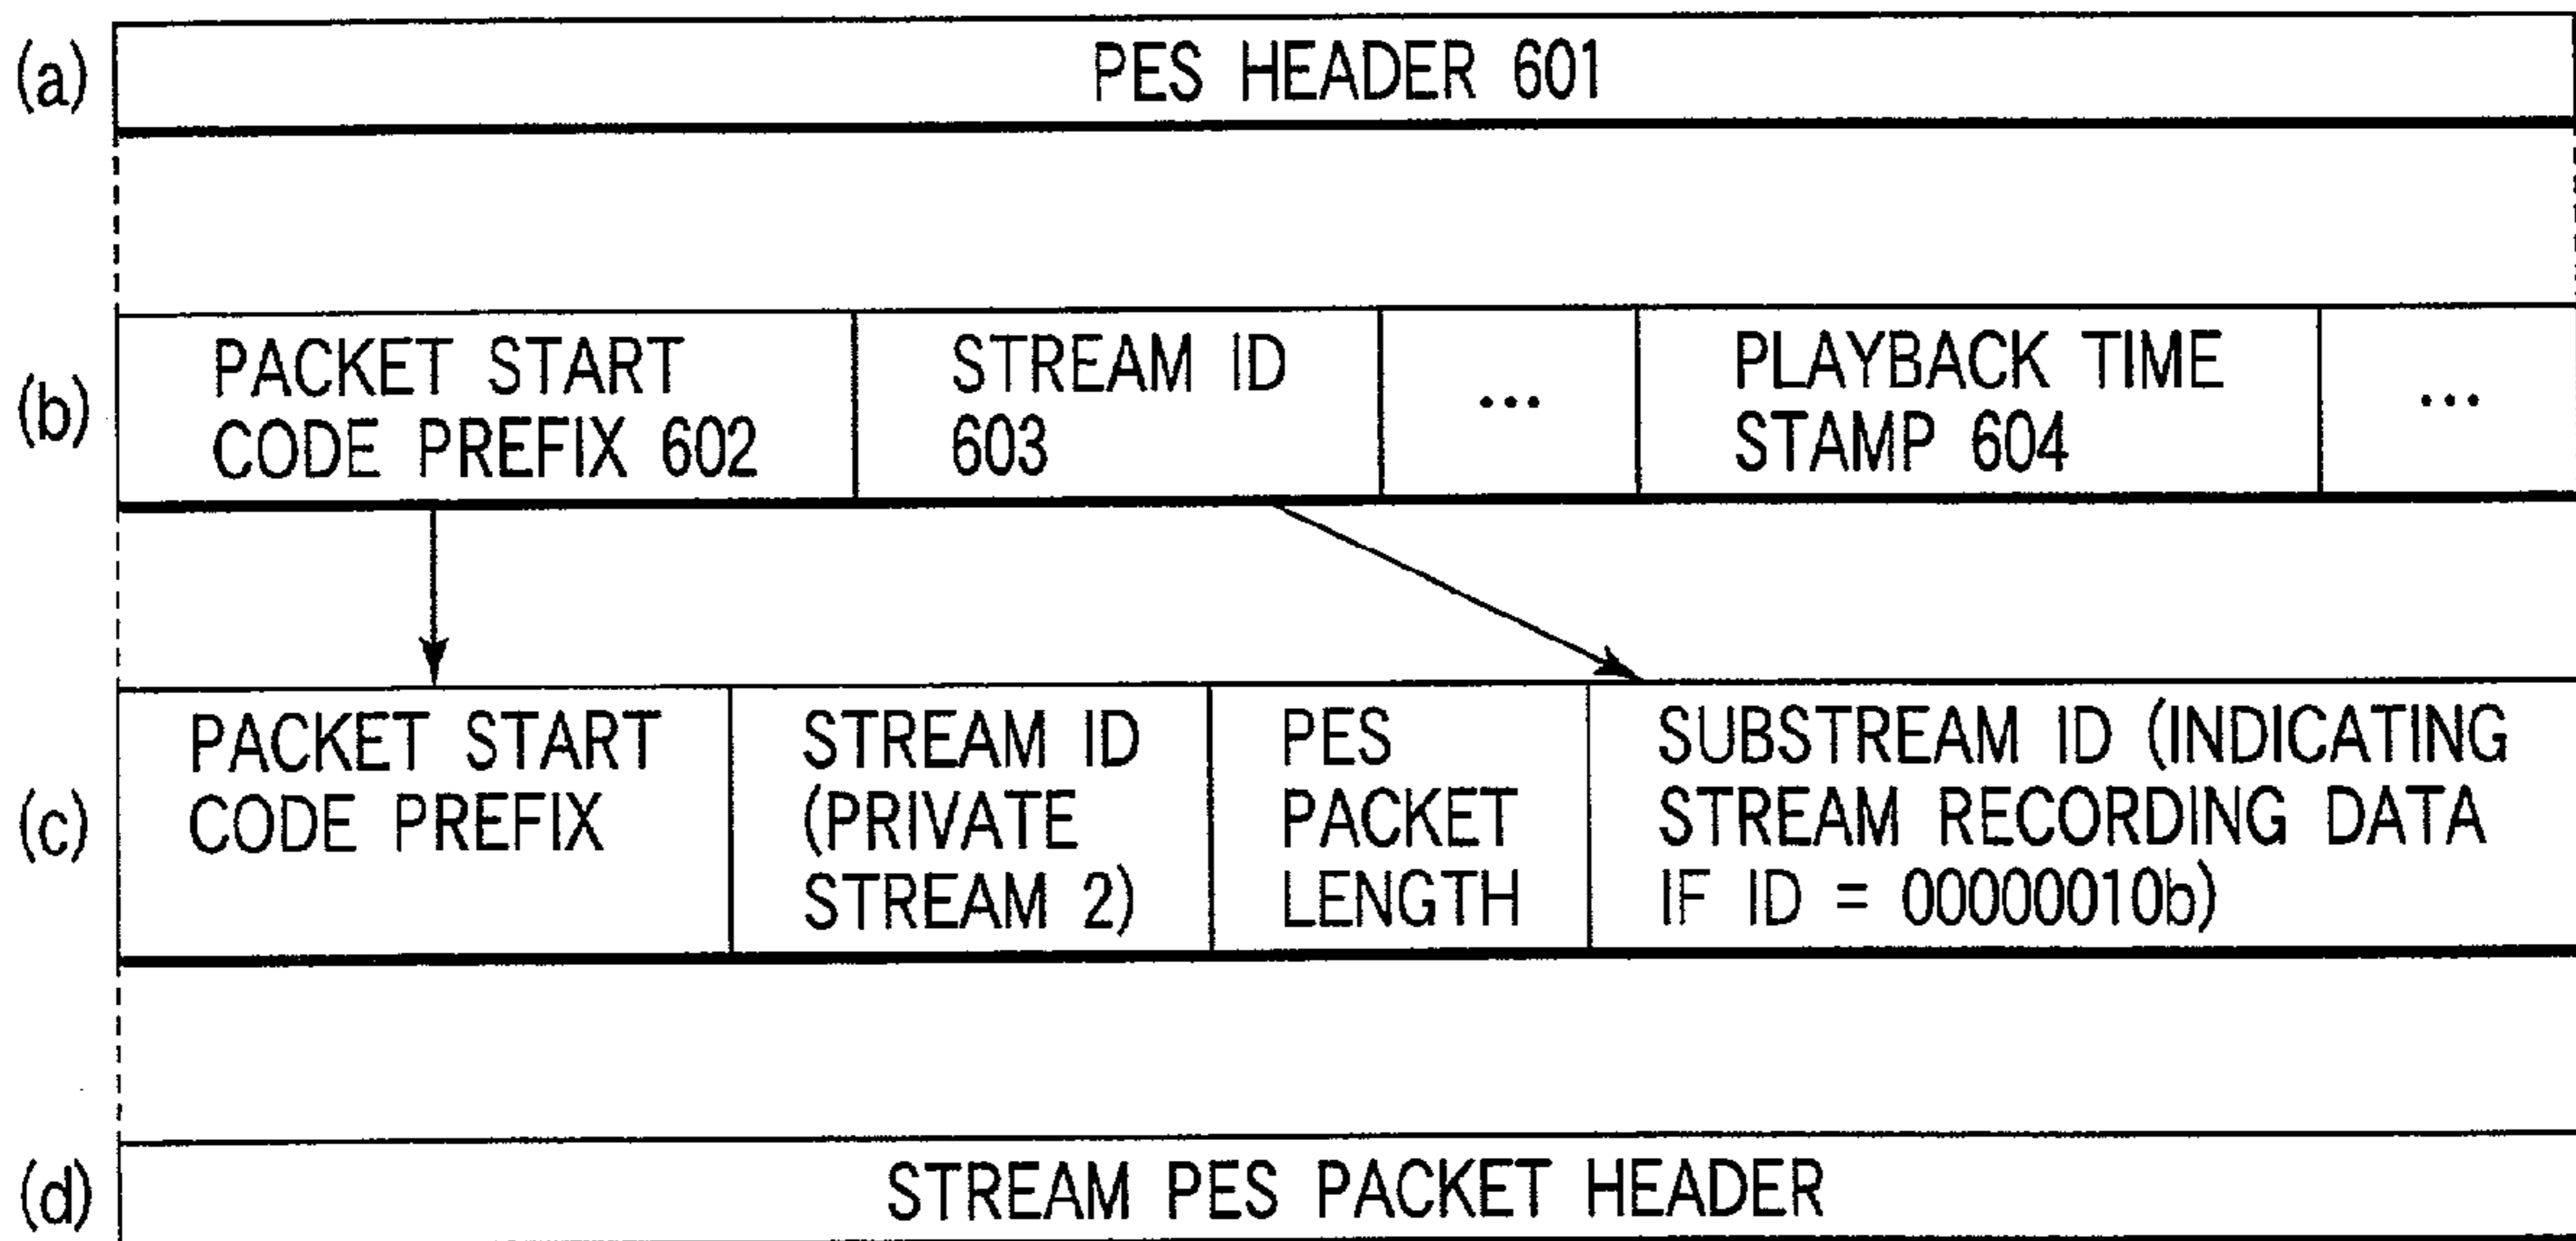 (a) PES HEADER 601
(b) PACKET START CODE PREFIX 602
STREAM ID 603
...
PLAYBACK TIME STAMP 604
...
(c) PACKET START CODE PREFIX
STREAM ID (PRIVATE STREAM 2)
PES PACKET LENGTH
SUBSTREAM ID (INDICATING STREAM RECORDING DATA IF ID = 00000010b)
(d) STREAM PES PACKET HEADER